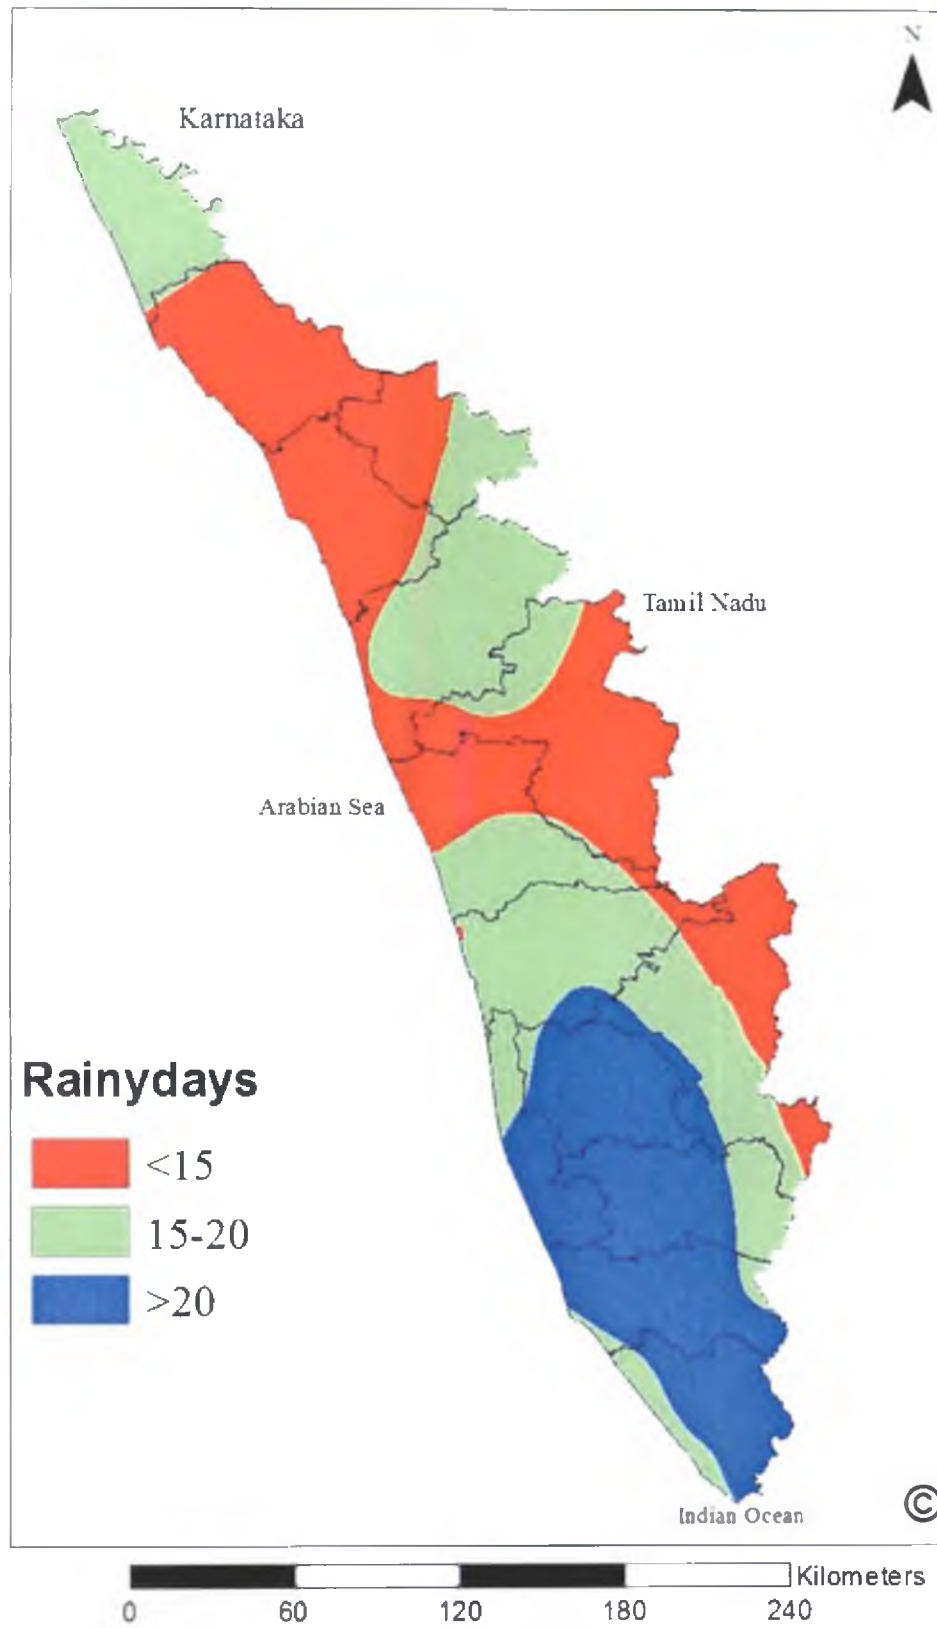 N
Karnataka
Tamil Nadu
Arabian Sea
Rainydays
<15
15-20
>20
Indian Ocean
©
Kilometers
0 60 120 180 240